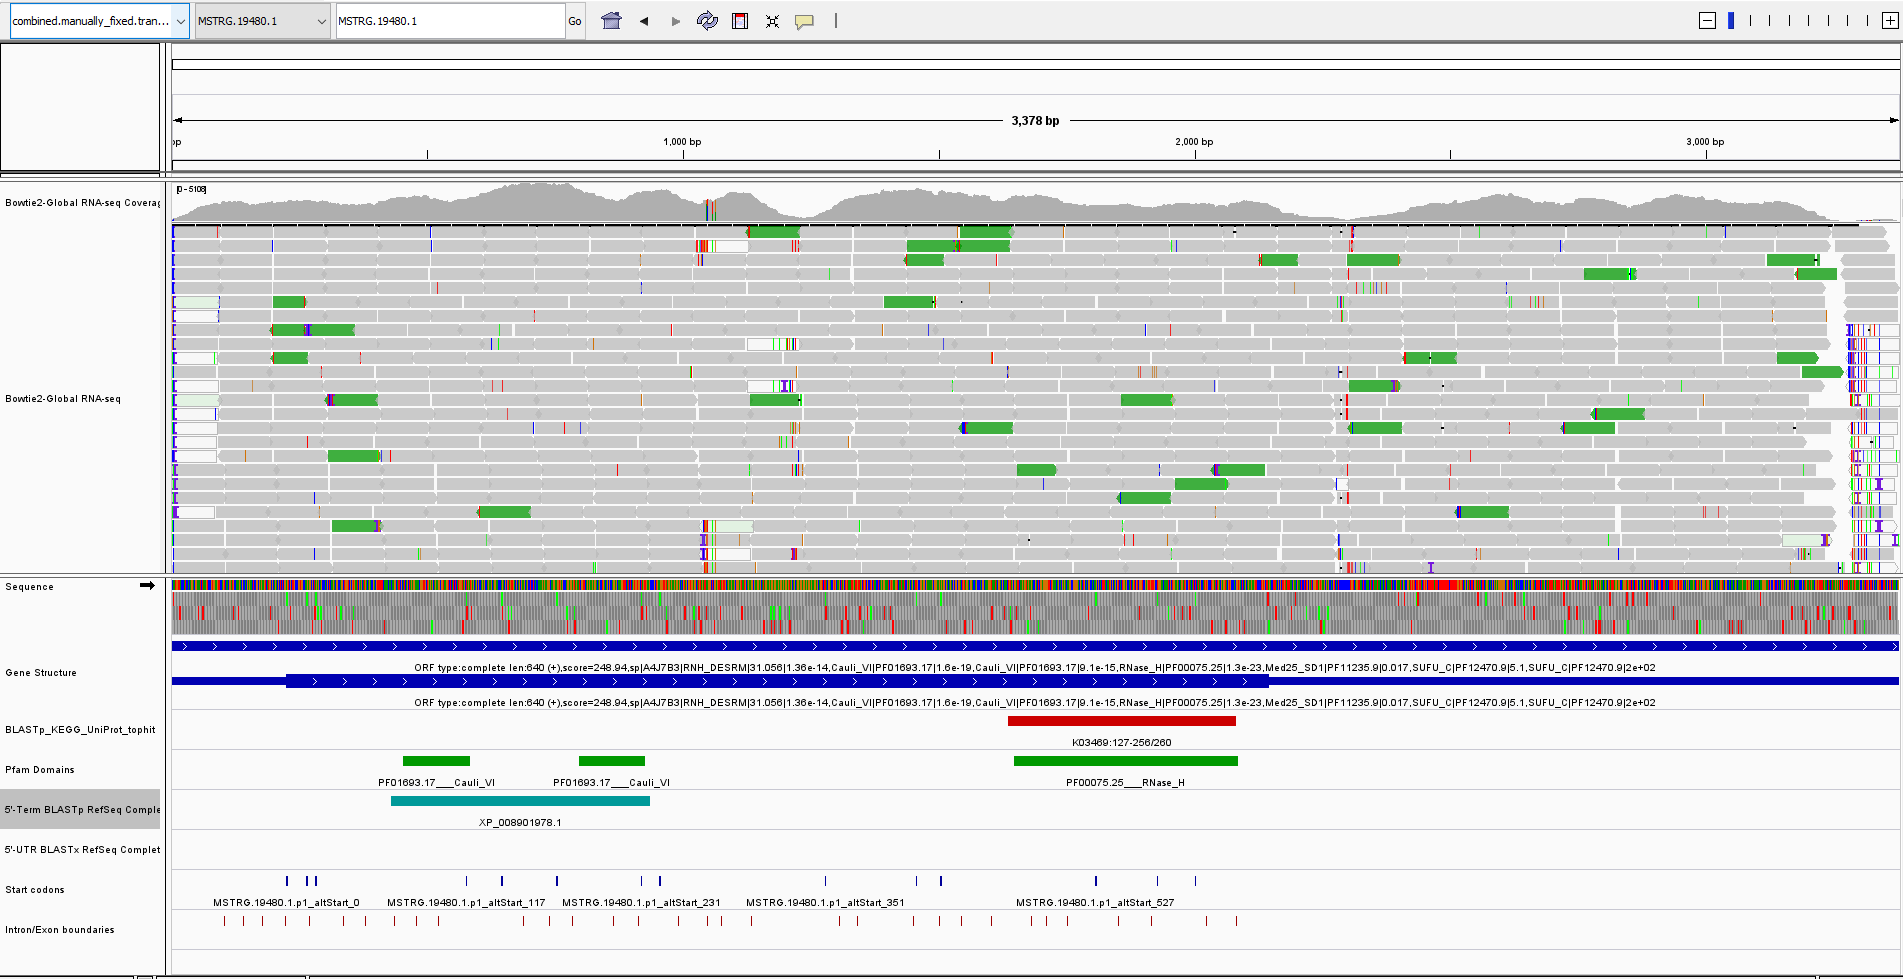 combined.manually_fixed.tran... MSTRG.19480.1 MSTRG.19480.1 Go
3,378 bp
bp 1,000 bp 2,000 bp 3,000 bp
[0 - 5108]
Bowtie2-Global RNA-seq Coverag
Bowtie2-Global RNA-seq
Sequence
ORF type:complete len:640 (+),score=248.94,sp|A4J7B3|RNH_DESRM|31.056|1.36e-14,Cauli_VI|PF01693.17|1.6e-19,Cauli_VI|PF01693.17|9.1e-15,RNase_H|PF00075.25|1.3e-23,Med25_SD1|PF11235.9|0.017,SUFU_C|PF12470.9|5.1,SUFU_C|PF12470.9|2e+02
Gene Structure
ORF type:complete len:640 (+),score=248.94,sp|A4J7B3|RNH_DESRM|31.056|1.36e-14,Cauli_VI|PF01693.17|1.6e-19,Cauli_VI|PF01693.17|9.1e-15,RNase_H|PF00075.25|1.3e-23,Med25_SD1|PF11235.9|0.017,SUFU_C|PF12470.9|5.1,SUFU_C|PF12470.9|2e+02
BLASTp_KEGG_UniProt_tophit
K03469:127-256/260
Pfam Domains
PF01693.17___Cauli_VI PF01693.17___Cauli_VI PF00075.25___RNase_H
5'-Term BLASTp RefSeq Comple
XP_008901978.1
5'-UTR BLASTx RefSeq Complet
Start codons
MSTRG.19480.1.p1_altStart_0 MSTRG.19480.1.p1_altStart_117 MSTRG.19480.1.p1_altStart_231 MSTRG.19480.1.p1_altStart_351 MSTRG.19480.1.p1_altStart_527
Intron/Exon boundaries